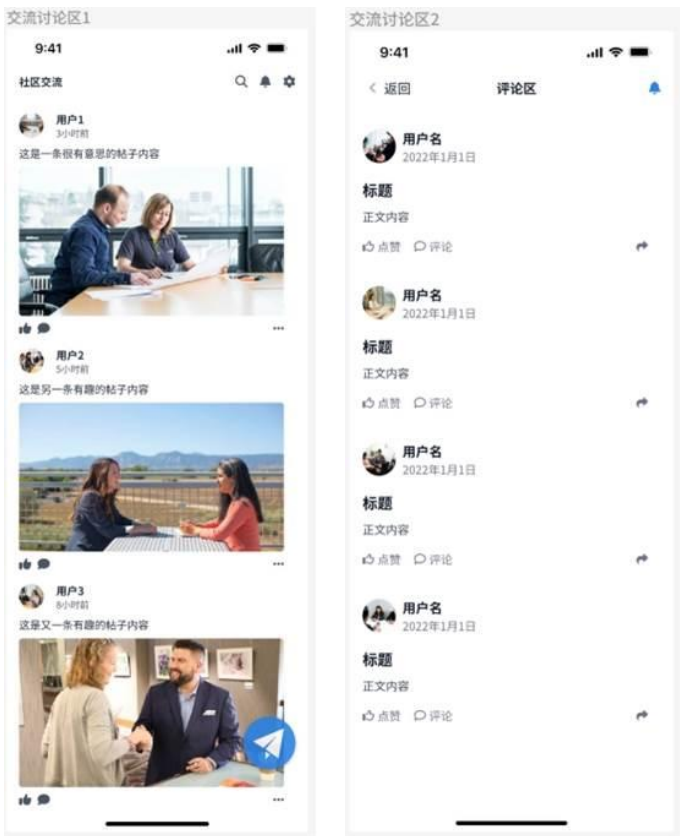 交流讨论区1
9:41
社区交流
用户1
3小时前
这是一条很有意思的帖子内容
用户2
5小时前
这是另一条有趣的帖子内容
用户3
8小时前
这是又一条有趣的帖子内容
交流讨论区2
9:41
返回 评论区
用户名
2022年1月1日
标题
正文内容
点赞 评论
用户名
2022年1月1日
标题
正文内容
点赞 评论
用户名
2022年1月1日
标题
正文内容
点赞 评论
用户名
2022年1月1日
标题
正文内容
点赞 评论